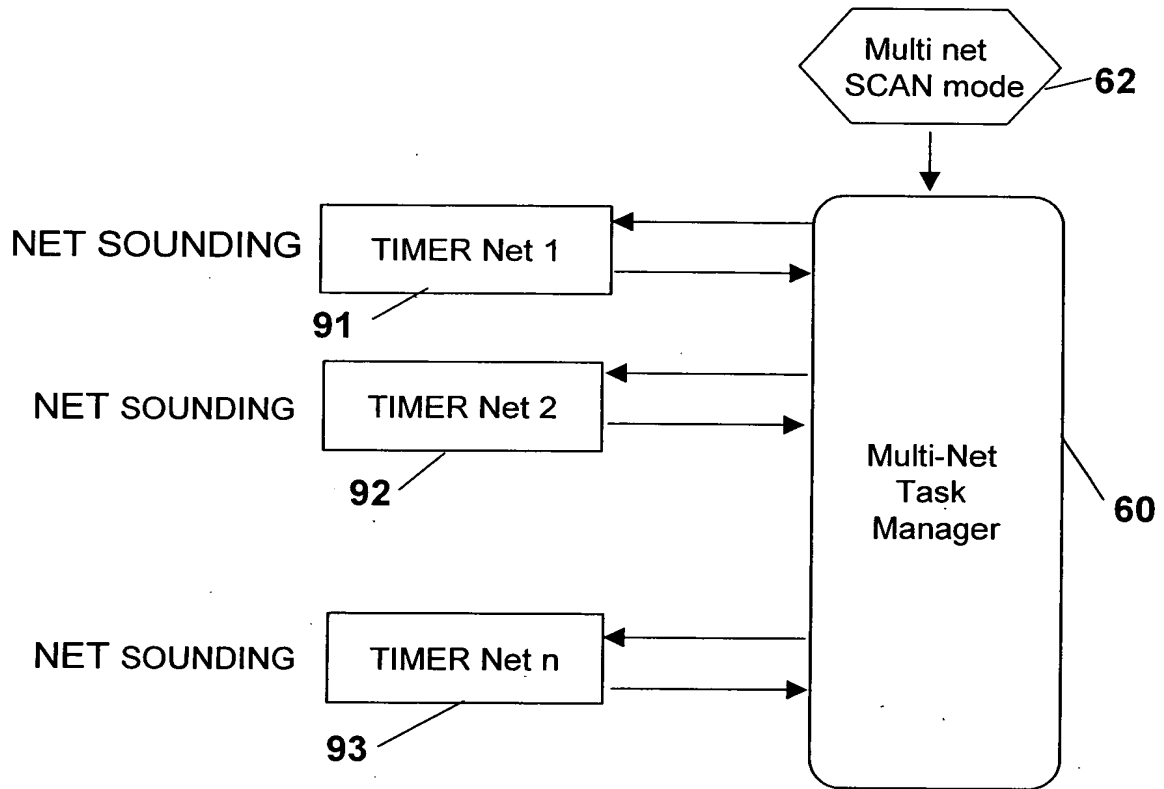 Multi net
SCAN mode
62
NET SOUNDING
TIMER Net 1
91
NET SOUNDING
TIMER Net 2
92
Multi-Net
Task
Manager
60
NET SOUNDING
TIMER Net n
93